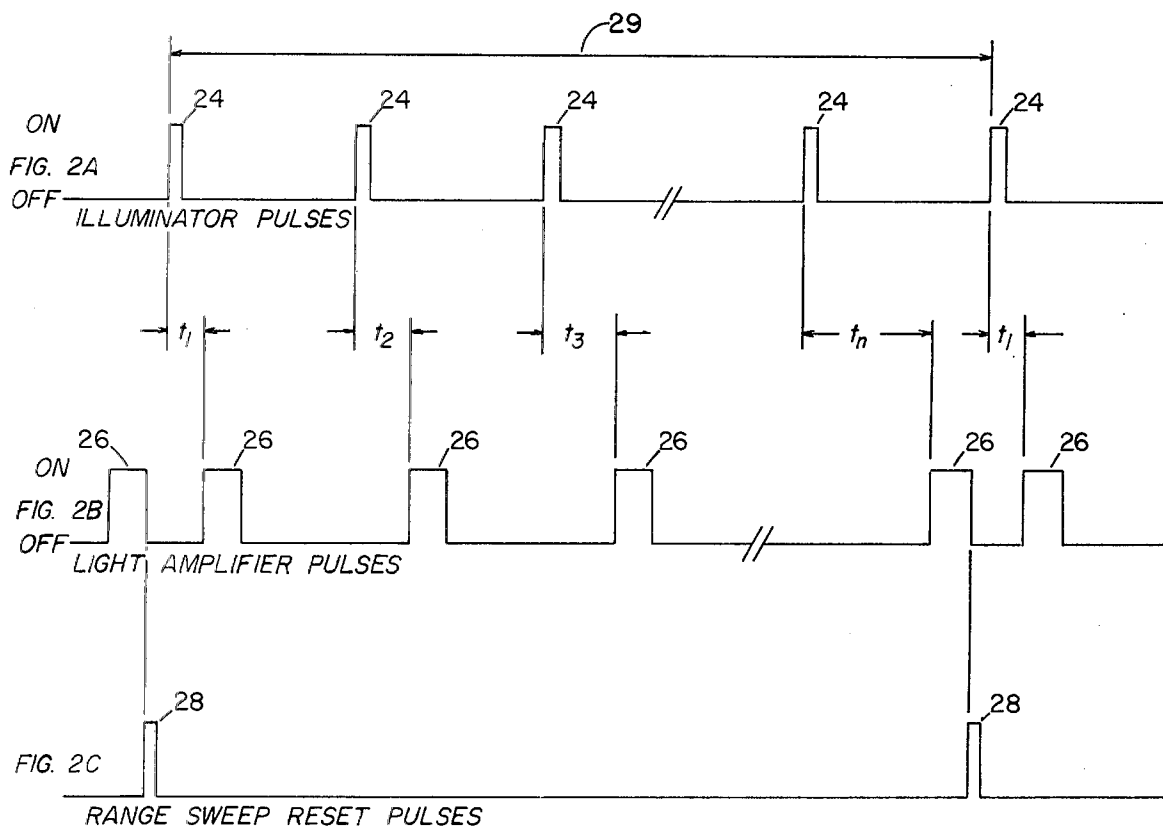 29
24 24 24 24 24
ON
FIG. 2A
OFF
ILLUMINATOR PULSES
t1 t2 t3 tn t1
26 26 26 26 26 26
ON
FIG. 2B
OFF
LIGHT AMPLIFIER PULSES
28 28
FIG. 2C
RANGE SWEEP RESET PULSES